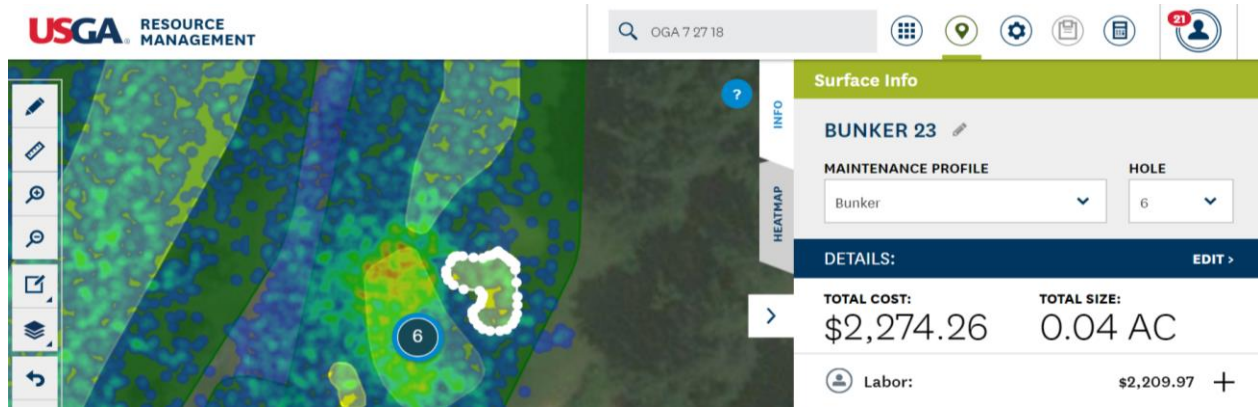 USGA. RESOURCE
MANAGEMENT
OGA 7 27 18
21
?
INFO
HEATMAP
6
Surface Info
BUNKER 23
MAINTENANCE PROFILE
HOLE
Bunker
6
DETAILS:
EDIT >
TOTAL COST:
TOTAL SIZE:
$2,274.26
0.04 AC
Labor:
$2,209.97 +